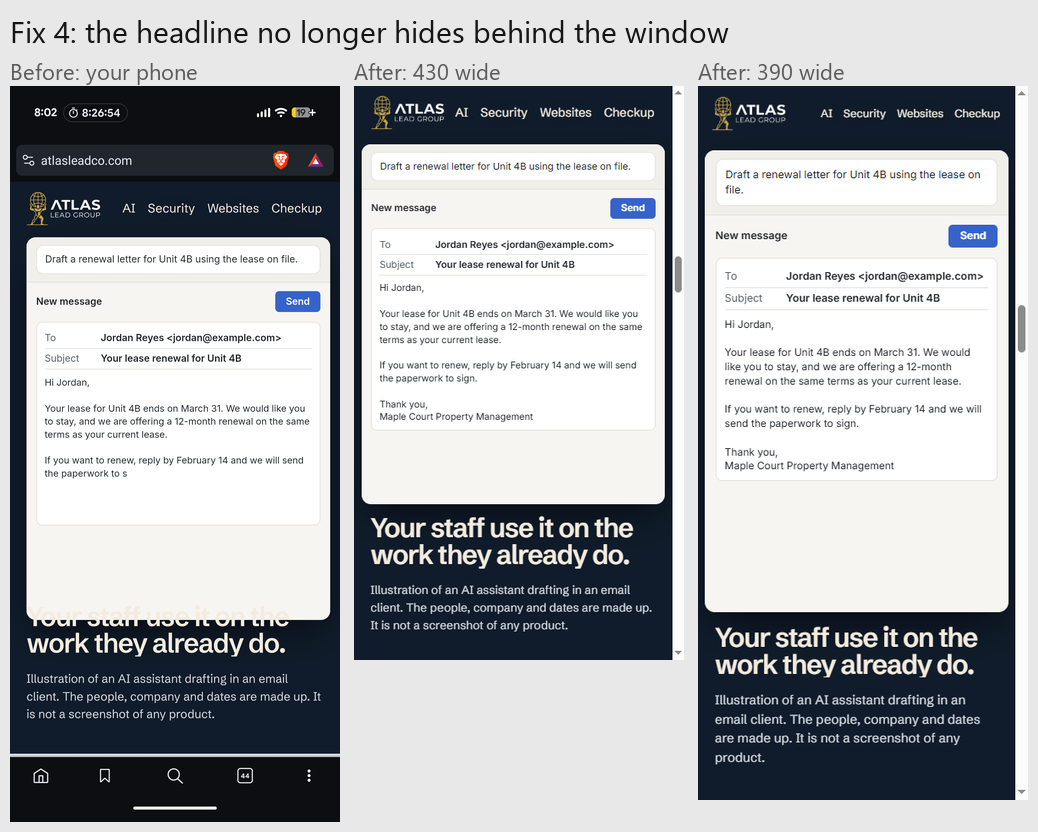 Fix 4: the headline no longer hides behind the window
Before: your phone
8:02
8:26:54
19+
atlasleadco.com
ATLAS
LEAD GROUP
AI Security Websites Checkup
Draft a renewal letter for Unit 4B using the lease on file.
New message
Send
To Jordan Reyes <jordan@example.com>
Subject Your lease renewal for Unit 4B
Hi Jordan,
Your lease for Unit 4B ends on March 31. We would like you
to stay, and we are offering a 12-month renewal on the same
terms as your current lease.
If you want to renew, reply by February 14 and we will send
the paperwork to s
Your staff use it on the
work they already do.
Illustration of an AI assistant drafting in an email
client. The people, company and dates are made up. It
is not a screenshot of any product.
44
After: 430 wide
ATLAS
LEAD GROUP
AI Security Websites Checkup
Draft a renewal letter for Unit 4B using the lease on file.
New message
Send
To Jordan Reyes <jordan@example.com>
Subject Your lease renewal for Unit 4B
Hi Jordan,
Your lease for Unit 4B ends on March 31. We would like you
to stay, and we are offering a 12-month renewal on the same
terms as your current lease.
If you want to renew, reply by February 14 and we will send
the paperwork to sign.
Thank you,
Maple Court Property Management
Your staff use it on the
work they already do.
Illustration of an AI assistant drafting in an email
client. The people, company and dates are made up.
It is not a screenshot of any product.
After: 390 wide
ATLAS
LEAD GROUP
AI Security Websites Checkup
Draft a renewal letter for Unit 4B using the lease on
file.
New message
Send
To Jordan Reyes <jordan@example.com>
Subject Your lease renewal for Unit 4B
Hi Jordan,
Your lease for Unit 4B ends on March 31. We would
like you to stay, and we are offering a 12-month
renewal on the same terms as your current lease.
If you want to renew, reply by February 14 and we will
send the paperwork to sign.
Thank you,
Maple Court Property Management
Your staff use it on the
work they already do.
Illustration of an AI assistant drafting in an
email client. The people, company and dates
are made up. It is not a screenshot of any
product.